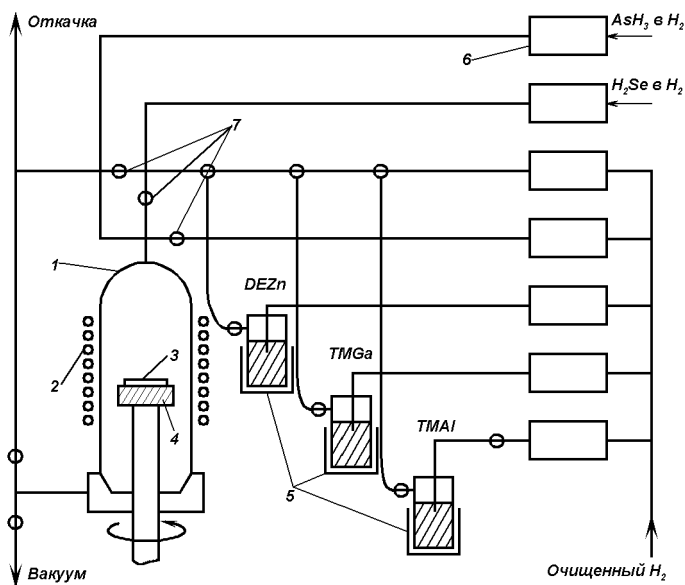 Откачка
AsH₃ в H₂
6
H₂Se в H₂
7
1
DEZn
3
2
TMGa
4
TMAl
5
Вакуум
Очищенный H₂